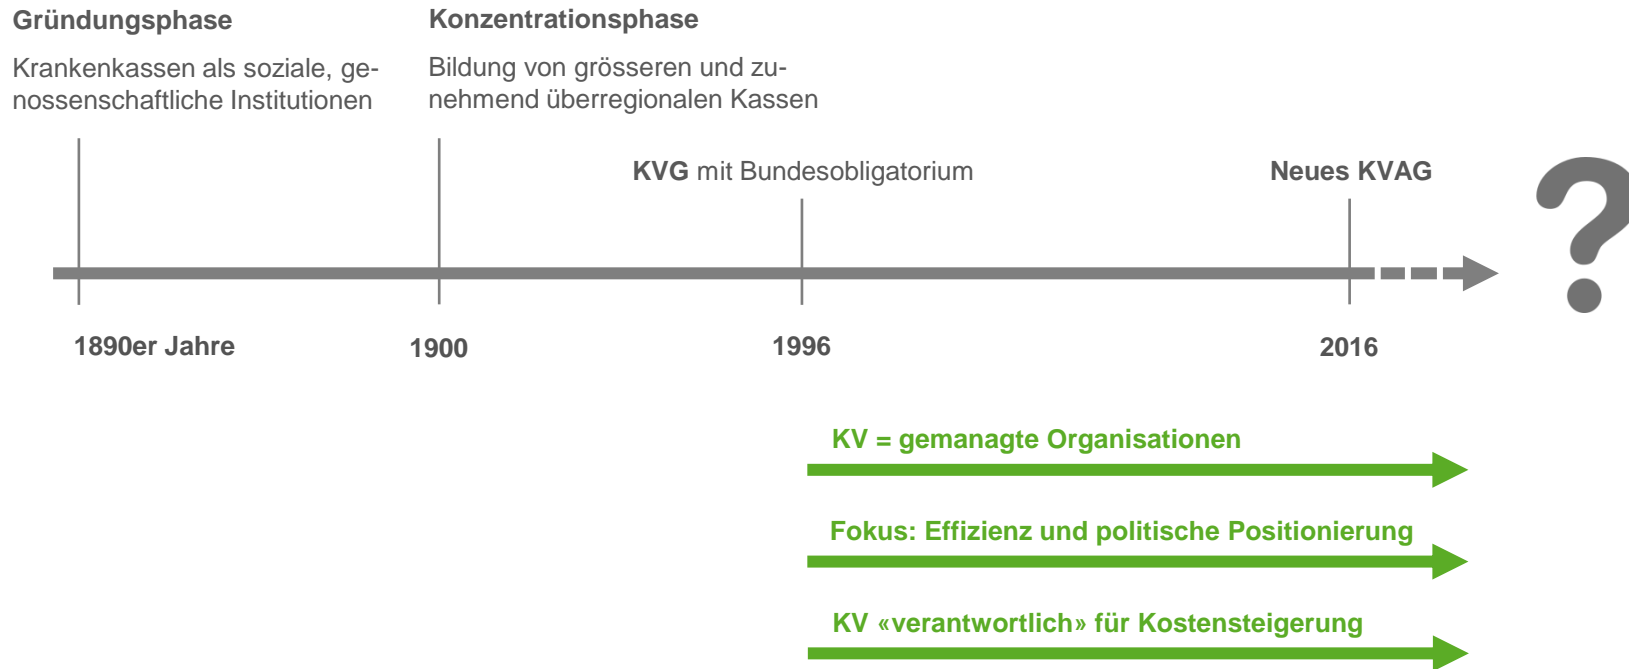 Gründungsphase
Krankenkassen als soziale, ge-
nossenschaftliche Institutionen
Konzentrationsphase
Bildung von grösseren und zu-
nehmend überregionalen Kassen
KVG mit Bundesobligatorium
Neues KVAG
?
1890er Jahre
1900
1996
2016
KV = gemanagte Organisationen
Fokus: Effizienz und politische Positionierung
KV «verantwortlich» für Kostensteigerung